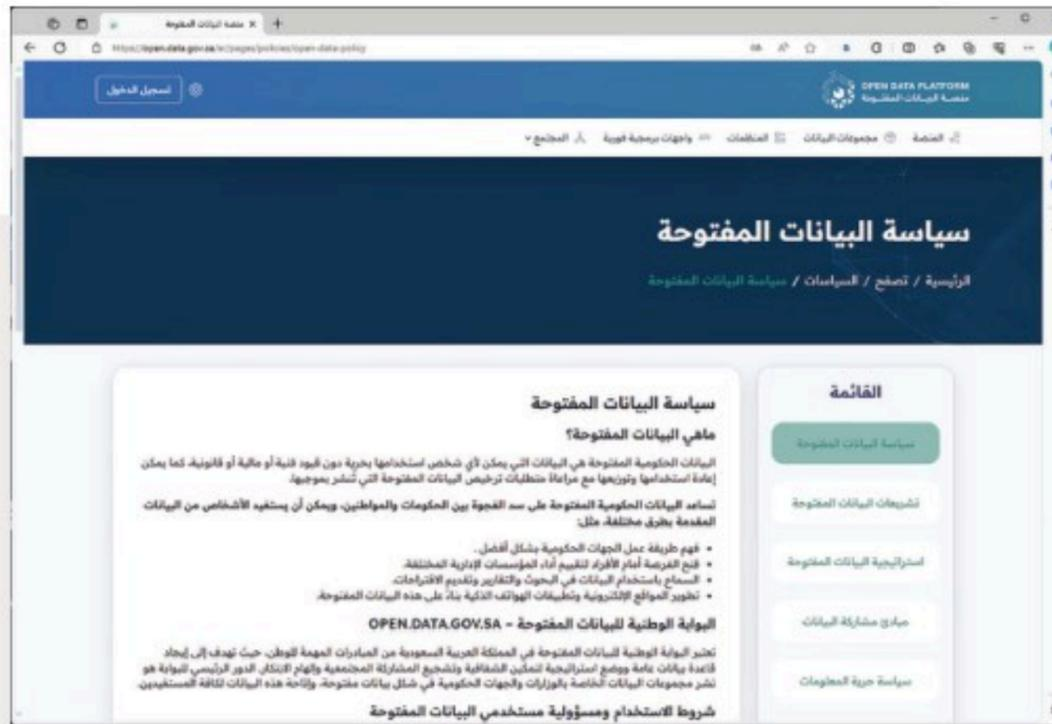 منصة البيانات المفتوحة
https://open.data.gov.sa/ar/pages/policies/open-data-policy
OPEN DATA PLATFORM
منصة البيانات المفتوحة
تسجيل الدخول
المنصة
مجموعات البيانات
المنظمات
واجهات برمجية فورية
المجتمع
سياسة البيانات المفتوحة
الرئيسية / تصفح / السياسات / سياسة البيانات المفتوحة
القائمة
سياسة البيانات المفتوحة
تشريعات البيانات المفتوحة
استراتيجية البيانات المفتوحة
مبادئ مشاركة البيانات
سياسة حرية المعلومات
سياسة البيانات المفتوحة
ماهي البيانات المفتوحة؟
البيانات الحكومية المفتوحة هي البيانات التي يمكن لأي شخص استخدامها بحرية دون قيود فنية أو مالية أو قانونية، كما يمكن
إعادة استخدامها وتوزيعها مع مراعاة متطلبات ترخيص البيانات المفتوحة التي تُنشر بموجبها.
تساعد البيانات الحكومية المفتوحة على سد الفجوة بين الحكومات والمواطنين، ويمكن أن يستفيد الأشخاص من البيانات
المقدمة بطرق مختلفة، مثل:
• فهم طريقة عمل الجهات الحكومية بشكل أفضل.
• فتح الفرصة أمام الأفراد لتقييم أداء المؤسسات الإدارية المختلفة.
• السماح باستخدام البيانات في البحوث والتقارير وتقديم الاقتراحات.
• تطوير المواقع الإلكترونية وتطبيقات الهواتف الذكية بناءً على هذه البيانات المفتوحة.
البوابة الوطنية للبيانات المفتوحة – OPEN.DATA.GOV.SA
تعتبر البوابة الوطنية للبيانات المفتوحة في المملكة العربية السعودية من المبادرات المهمة للوطن، حيث تهدف إلى إيجاد
قاعدة بيانات عامة ووضع استراتيجية لتمكين الشفافية وتشجيع المشاركة المجتمعية وإلهام الابتكار. الدور الرئيسي للبوابة هو
نشر مجموعات البيانات الخاصة بالوزارات والجهات الحكومية في شكل بيانات مفتوحة، وإتاحة هذه البيانات لكافة المستفيدين.
شروط الاستخدام ومسؤولية مستخدمي البيانات المفتوحة